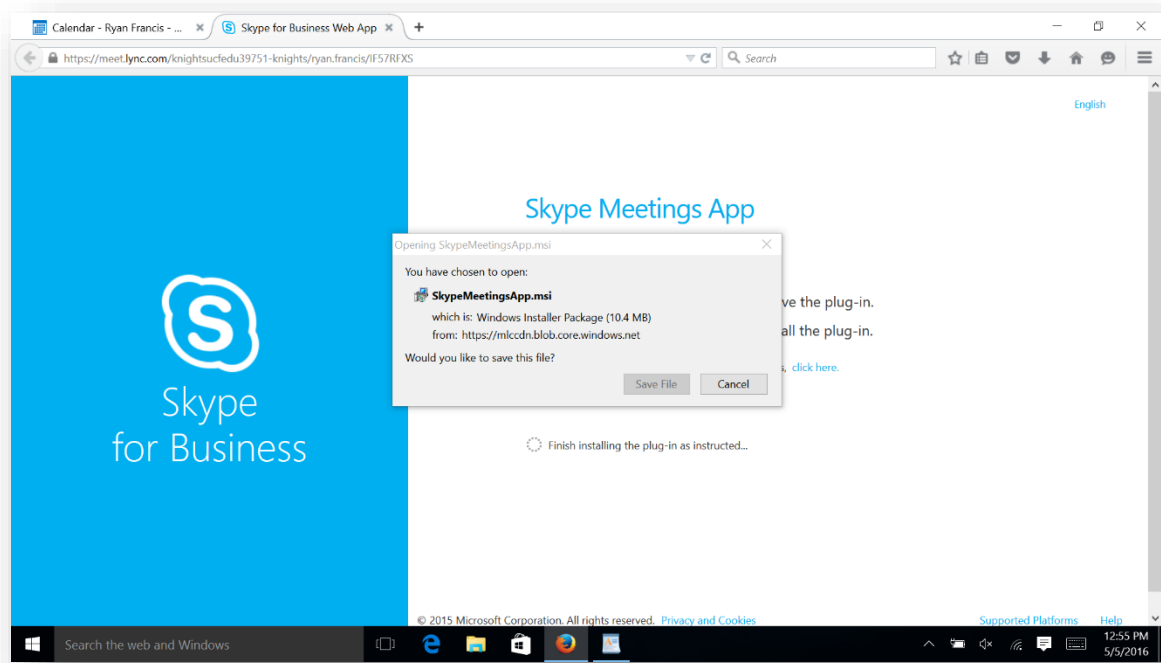 Calendar - Ryan Francis - ...
Skype for Business Web App
https://meet.lync.com/knightsucfedu39751-knights/ryan.francis/IF57RFXS
Search
English
Skype Meetings App
Opening SkypeMeetingsApp.msi
You have chosen to open:
SkypeMeetingsApp.msi
which is: Windows Installer Package (10.4 MB)
from: https://mlccdn.blob.core.windows.net
Would you like to save this file?
Save File Cancel
ve the plug-in.
all the plug-in.
, click here.
S
Skype
for Business
Finish installing the plug-in as instructed...
© 2015 Microsoft Corporation. All rights reserved. Privacy and Cookies
Supported Platforms Help
Search the web and Windows
12:55 PM
5/5/2016